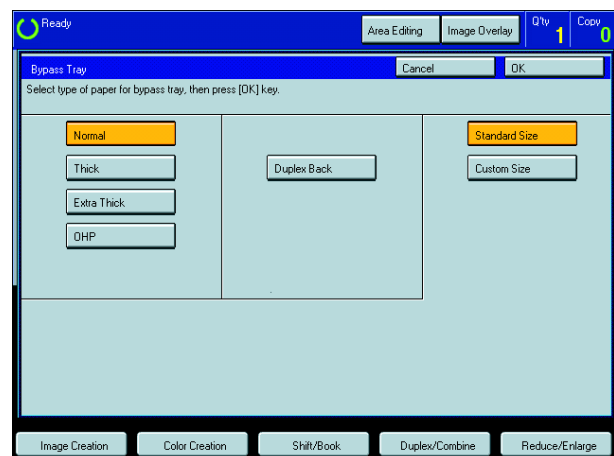 Ready
Area Editing
Image Overlay
Q'ty 1
Copy 0
Bypass Tray
Cancel
OK
Select type of paper for bypass tray, then press [OK] key.
Normal
Standard Size
Thick
Duplex Back
Custom Size
Extra Thick
OHP
Image Creation
Color Creation
Shift/Book
Duplex/Combine
Reduce/Enlarge